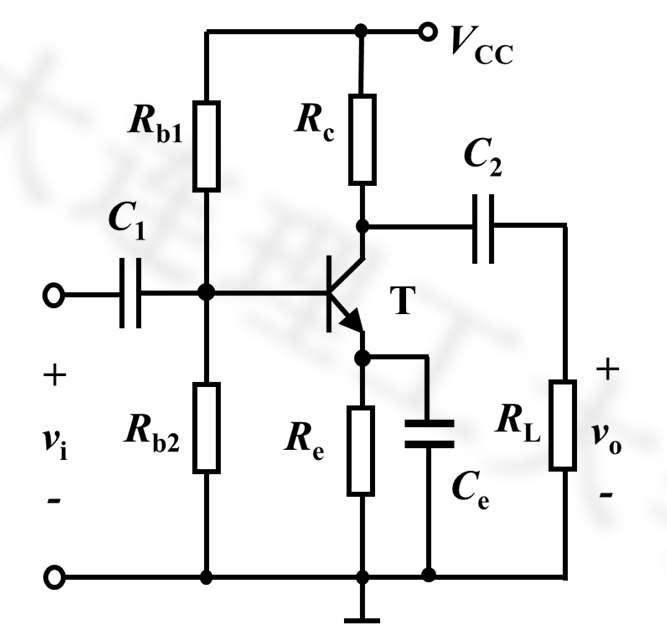 V_CC
R_b1
R_c
C_2
C_1
T
+
+
v_i
R_b2
R_e
C_e
R_L
v_o
-
-